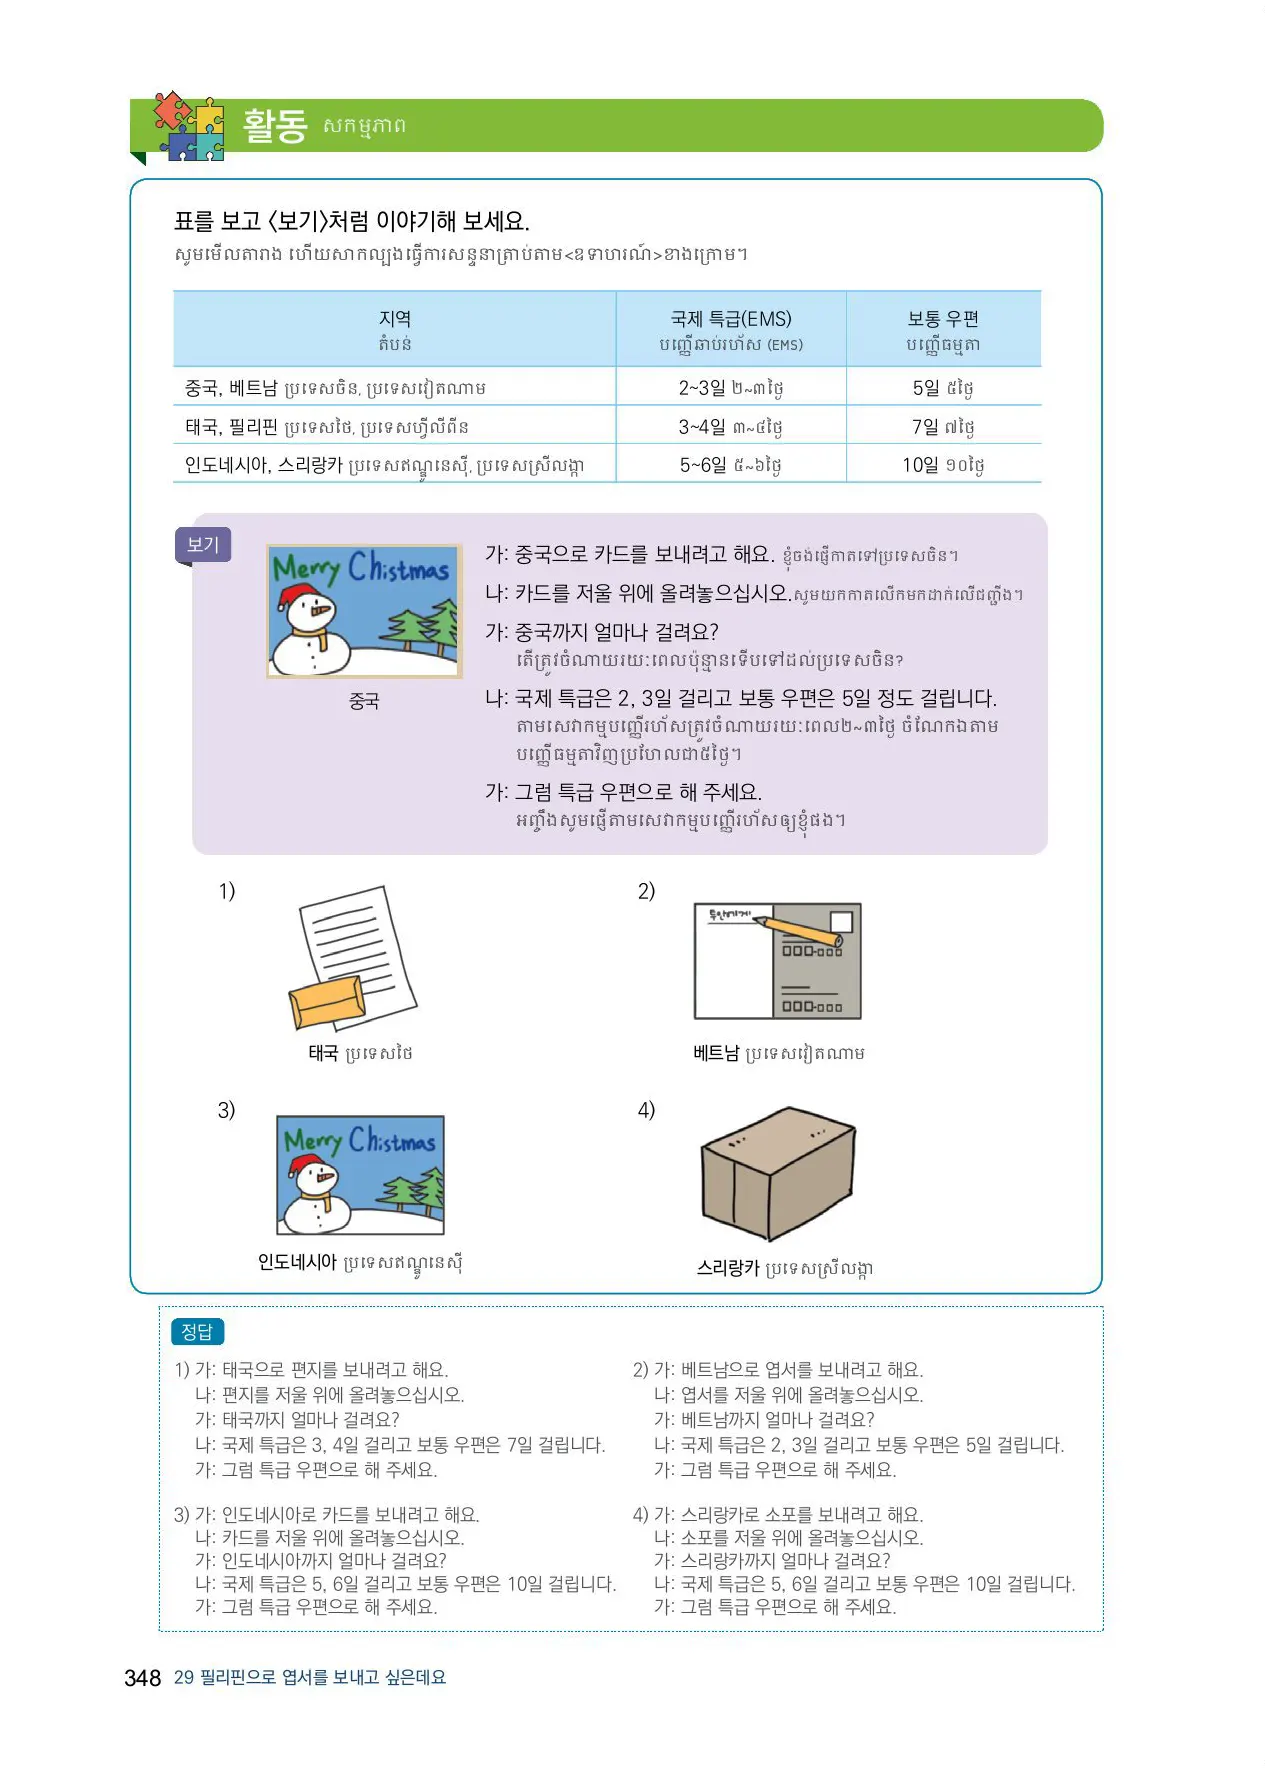 활동 សកម្មភាព
표를 보고 〈보기〉처럼 이야기해 보세요.
សូមមើលតារាង ហើយសាកល្បងធ្វើការសន្ទនាត្រាប់តាម<ឧទាហរណ៍>ខាងក្រោម។
지역 국제 특급(EMS) 보통 우편
តំបន់ បញ្ញើឆាប់រហ័ស (EMS) បញ្ញើធម្មតា
중국, 베트남 ប្រទេសចិន, ប្រទេសវៀតណាម 2~3일 ២~៣ថ្ងៃ 5일 ៥ថ្ងៃ
태국, 필리핀 ប្រទេសថៃ, ប្រទេសហ្វីលីពីន 3~4일 ៣~៤ថ្ងៃ 7일 ៧ថ្ងៃ
인도네시아, 스리랑카 ប្រទេសឥណ្ឌូនេស៊ី, ប្រទេសស្រីលង្កា 5~6일 ៥~៦ថ្ងៃ 10일 ១០ថ្ងៃ
보기
Merry Chistmas
중국
가: 중국으로 카드를 보내려고 해요. ខ្ញុំចង់ផ្ញើកាតទៅប្រទេសចិន។
나: 카드를 저울 위에 올려놓으십시오.សូមយកកាតលើកមកដាក់លើជញ្ជីង។
가: 중국까지 얼마나 걸려요?
តើត្រូវចំណាយរយៈពេលប៉ុន្មានទើបទៅដល់ប្រទេសចិន?
나: 국제 특급은 2, 3일 걸리고 보통 우편은 5일 정도 걸립니다.
តាមសេវាកម្មបញ្ញើរហ័សត្រូវចំណាយរយៈពេល២~៣ថ្ងៃ ចំណែកឯតាម
បញ្ញើធម្មតាវិញប្រហែលជា៥ថ្ងៃ។
가: 그럼 특급 우편으로 해 주세요.
អញ្ចឹងសូមផ្ញើតាមសេវាកម្មបញ្ញើរហ័សឲ្យខ្ញុំផង។
1)
태국 ប្រទេសថៃ
2)
베트남 ប្រទេសវៀតណាម
3)
Merry Chistmas
인도네시아 ប្រទេសឥណ្ឌូនេស៊ី
4)
스리랑카 ប្រទេសស្រីលង្កា
정답
1) 가: 태국으로 편지를 보내려고 해요.
나: 편지를 저울 위에 올려놓으십시오.
가: 태국까지 얼마나 걸려요?
나: 국제 특급은 3, 4일 걸리고 보통 우편은 7일 걸립니다.
가: 그럼 특급 우편으로 해 주세요.
2) 가: 베트남으로 엽서를 보내려고 해요.
나: 엽서를 저울 위에 올려놓으십시오.
가: 베트남까지 얼마나 걸려요?
나: 국제 특급은 2, 3일 걸리고 보통 우편은 5일 걸립니다.
가: 그럼 특급 우편으로 해 주세요.
3) 가: 인도네시아로 카드를 보내려고 해요.
나: 카드를 저울 위에 올려놓으십시오.
가: 인도네시아까지 얼마나 걸려요?
나: 국제 특급은 5, 6일 걸리고 보통 우편은 10일 걸립니다.
가: 그럼 특급 우편으로 해 주세요.
4) 가: 스리랑카로 소포를 보내려고 해요.
나: 소포를 저울 위에 올려놓으십시오.
가: 스리랑카까지 얼마나 걸려요?
나: 국제 특급은 5, 6일 걸리고 보통 우편은 10일 걸립니다.
가: 그럼 특급 우편으로 해 주세요.
348 29 필리핀으로 엽서를 보내고 싶은데요